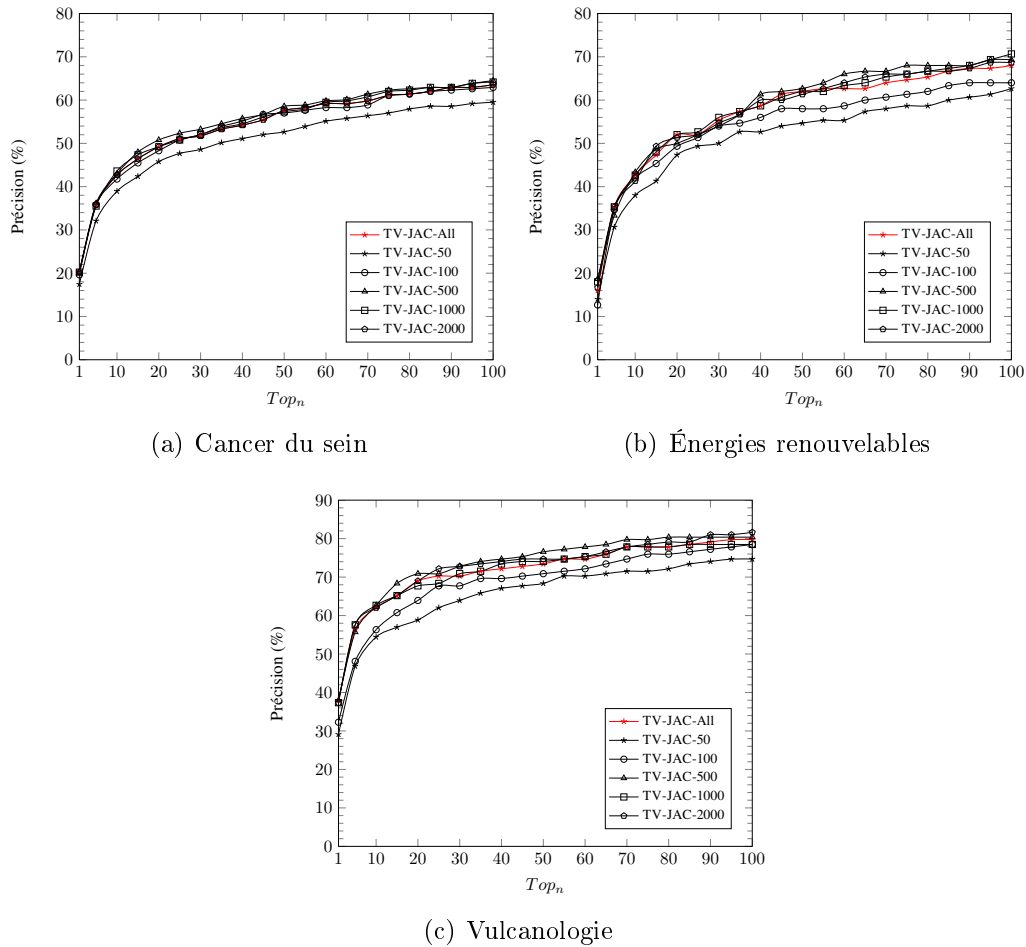 80
70
60
50
40
30
20
10
0
Précision (%)
1 10 20 30 40 50 60 70 80 90 100
Top_n
TV-JAC-All
TV-JAC-50
TV-JAC-100
TV-JAC-500
TV-JAC-1000
TV-JAC-2000
(a) Cancer du sein
80
70
60
50
40
30
20
10
0
Précision (%)
1 10 20 30 40 50 60 70 80 90 100
Top_n
TV-JAC-All
TV-JAC-50
TV-JAC-100
TV-JAC-500
TV-JAC-1000
TV-JAC-2000
(b) Énergies renouvelables
90
80
70
60
50
40
30
20
10
0
Précision (%)
1 10 20 30 40 50 60 70 80 90 100
Top_n
TV-JAC-All
TV-JAC-50
TV-JAC-100
TV-JAC-500
TV-JAC-1000
TV-JAC-2000
(c) Vulcanologie